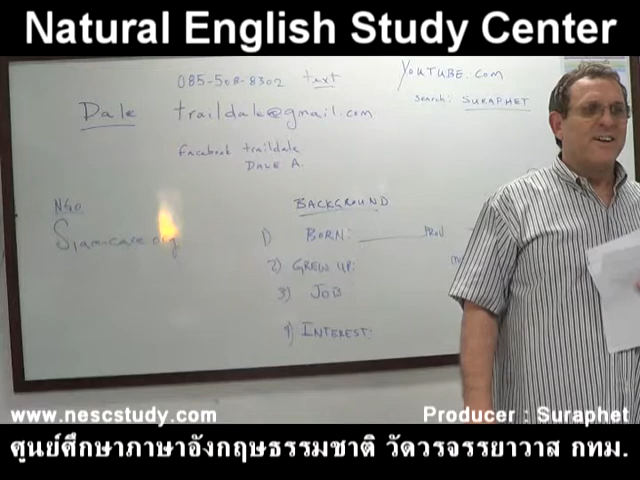 Natural English Study Center
085-508-8302 text
YOUTUBE.COM
search: SURAPHET
Dale traildale@gmail.com
Facebook traildale
DALE A.
NGO
Siam-care.org
BACKGROUND
1) BORN: PROV
2) GREW UP:
3) JOB
4) INTEREST:
www.nescstudy.com
Producer : Suraphet
ศูนย์ศึกษาภาษาอังกฤษธรรมชาติ วัดวรจรรยาวาส กทม.